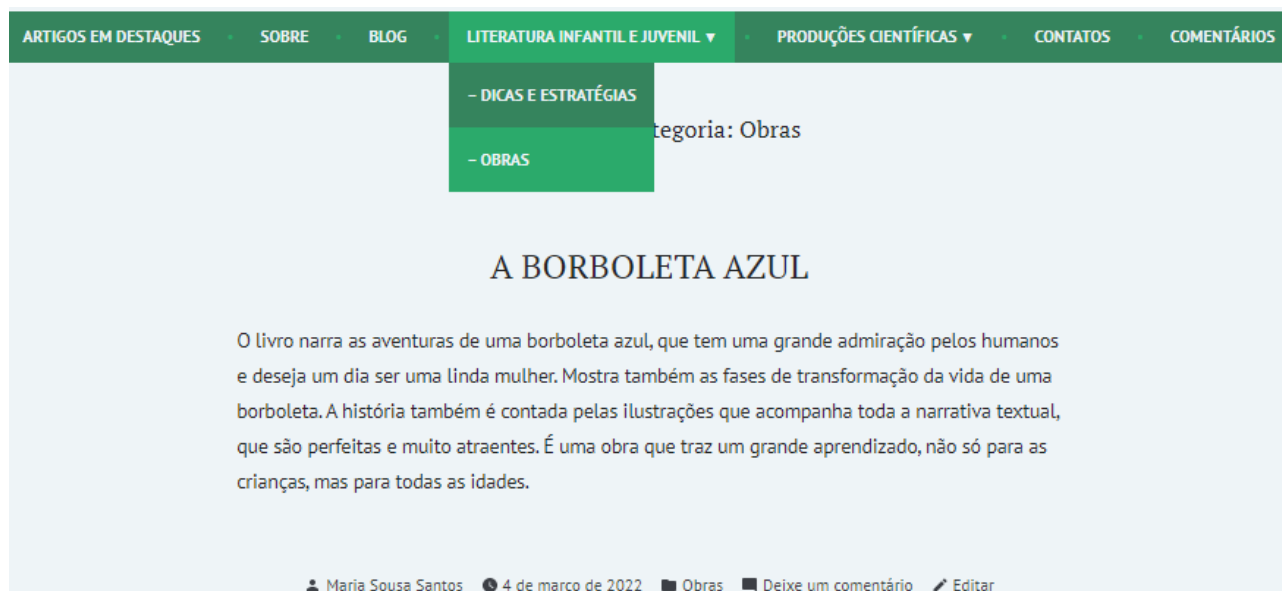 ARTIGOS EM DESTAQUES • SOBRE • BLOG • LITERATURA INFANTIL E JUVENIL ▾ • PRODUÇÕES CIENTÍFICAS ▾ • CONTATOS • COMENTÁRIOS
– DICAS E ESTRATÉGIAS
tegoria: Obras
– OBRAS
A BORBOLETA AZUL
O livro narra as aventuras de uma borboleta azul, que tem uma grande admiração pelos humanos
e deseja um dia ser uma linda mulher. Mostra também as fases de transformação da vida de uma
borboleta. A história também é contada pelas ilustrações que acompanha toda a narrativa textual,
que são perfeitas e muito atraentes. É uma obra que traz um grande aprendizado, não só para as
crianças, mas para todas as idades.
Maria Sousa Santos 4 de março de 2022 Obras Deixe um comentário Editar